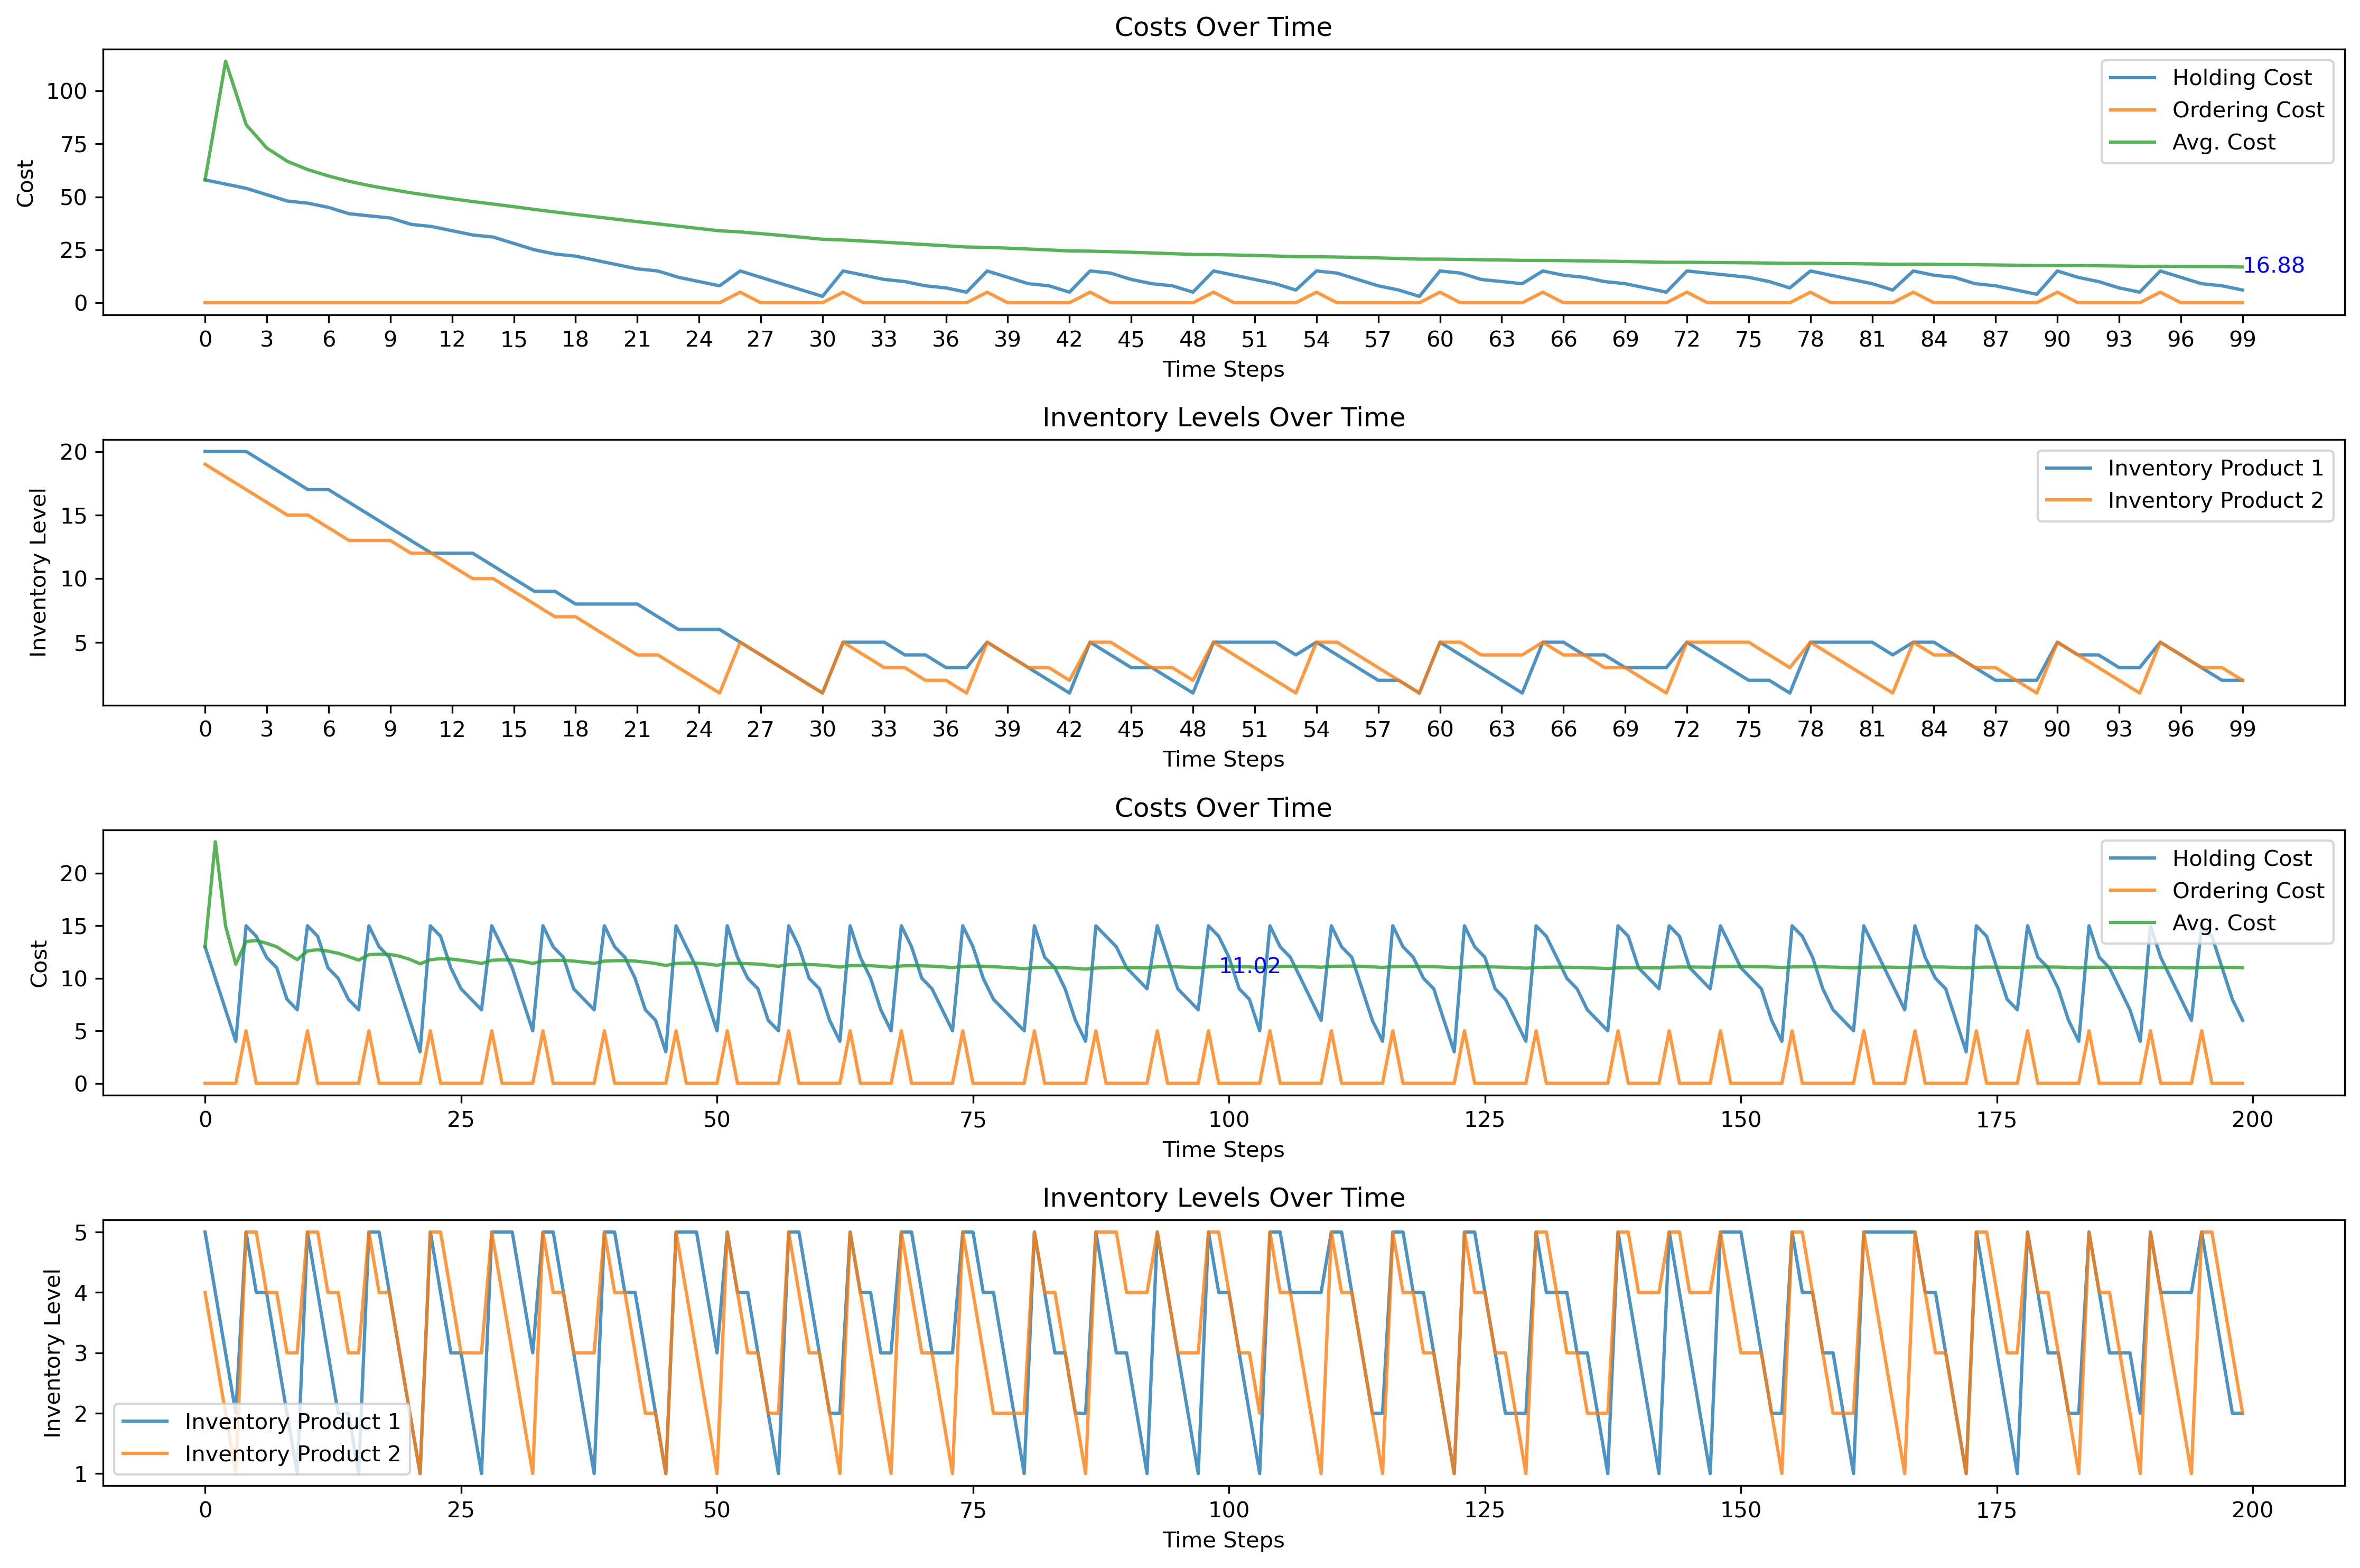 Costs Over Time
Cost
100
75
50
25
0
Holding Cost
Ordering Cost
Avg. Cost
16.88
0 3 6 9 12 15 18 21 24 27 30 33 36 39 42 45 48 51 54 57 60 63 66 69 72 75 78 81 84 87 90 93 96 99
Time Steps
Inventory Levels Over Time
Inventory Level
20
15
10
5
Inventory Product 1
Inventory Product 2
0 3 6 9 12 15 18 21 24 27 30 33 36 39 42 45 48 51 54 57 60 63 66 69 72 75 78 81 84 87 90 93 96 99
Time Steps
Costs Over Time
Cost
20
15
10
5
0
Holding Cost
Ordering Cost
Avg. Cost
11.02
0 25 50 75 100 125 150 175 200
Time Steps
Inventory Levels Over Time
Inventory Level
5
4
3
2
1
Inventory Product 1
Inventory Product 2
0 25 50 75 100 125 150 175 200
Time Steps